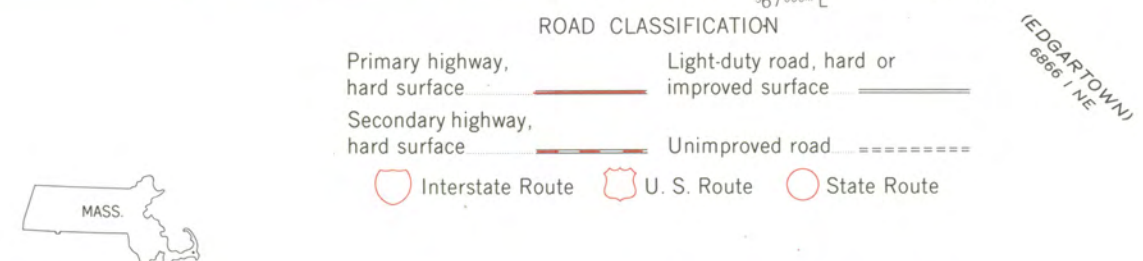 ROAD CLASSIFICATION
Primary highway,
hard surface
Light-duty road, hard or
improved surface
Secondary highway,
hard surface
Unimproved road
Interstate Route
U. S. Route
State Route
(EDGARTOWN)
6866 I NE
MASS.